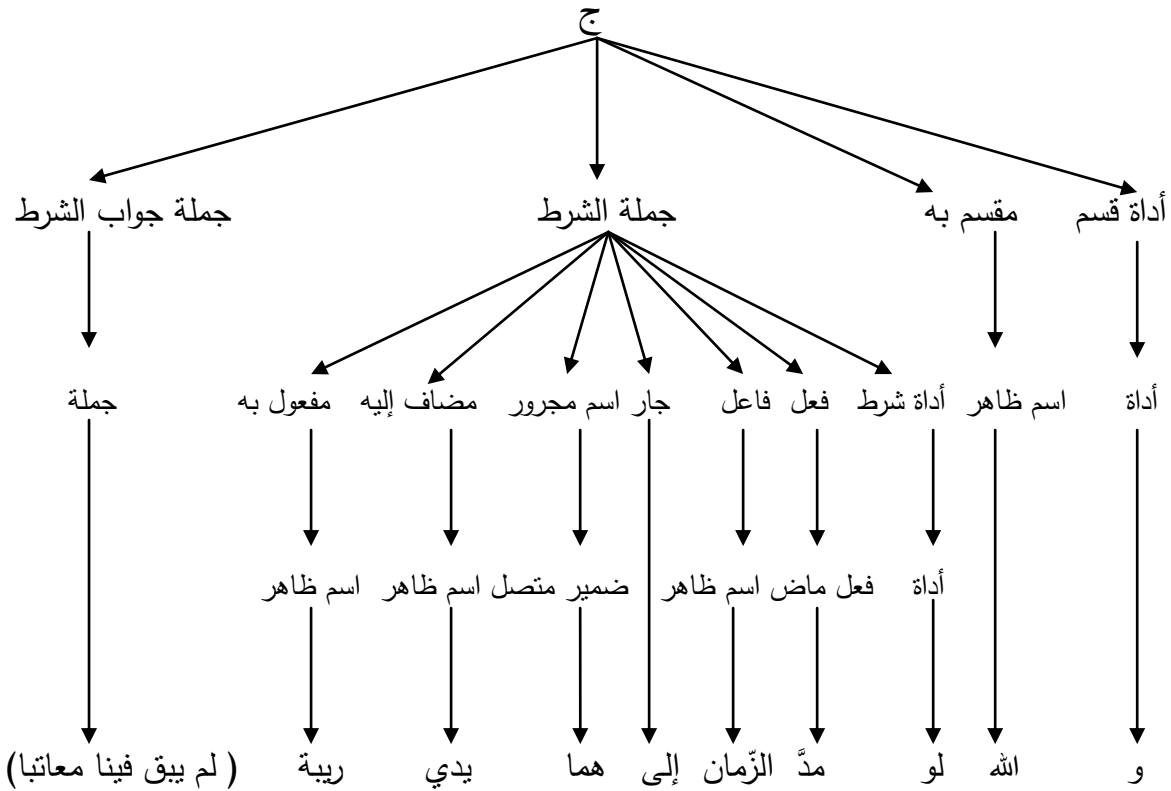 ج
أداة قسم مقسم به جملة الشرط جملة جواب الشرط
أداة اسم ظاهر أداة شرط فعل فاعل جار اسم مجرور مضاف إليه مفعول به جملة
أداة فعل ماض اسم ظاهر ضمير متصل اسم ظاهر اسم ظاهر
و الله لو مدَّ الزّمان إلى هما يدي ريبة (لم يبق فينا معاتبا)